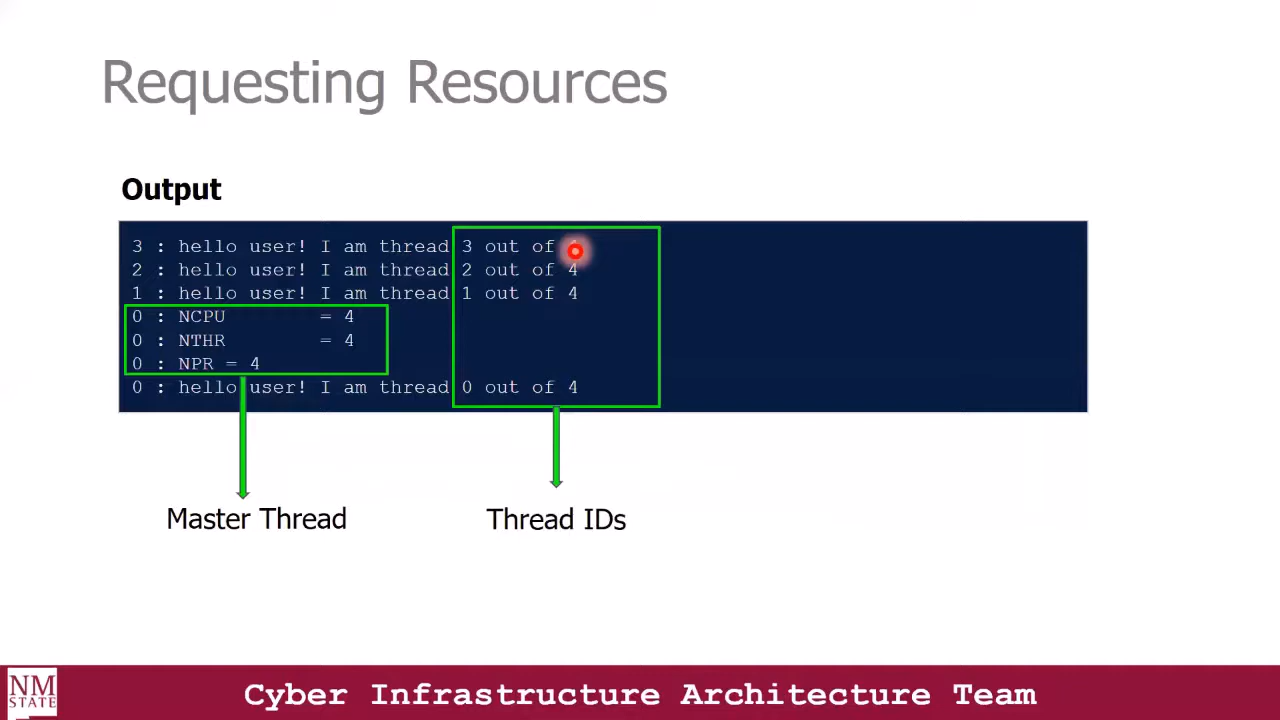 Requesting Resources
Output
3 : hello user! I am thread 3 out of
2 : hello user! I am thread 2 out of 4
1 : hello user! I am thread 1 out of 4
0 : NCPU = 4
0 : NTHR = 4
0 : NPR = 4
0 : hello user! I am thread 0 out of 4
Master Thread
Thread IDs
NM
STATE
Cyber Infrastructure Architecture Team